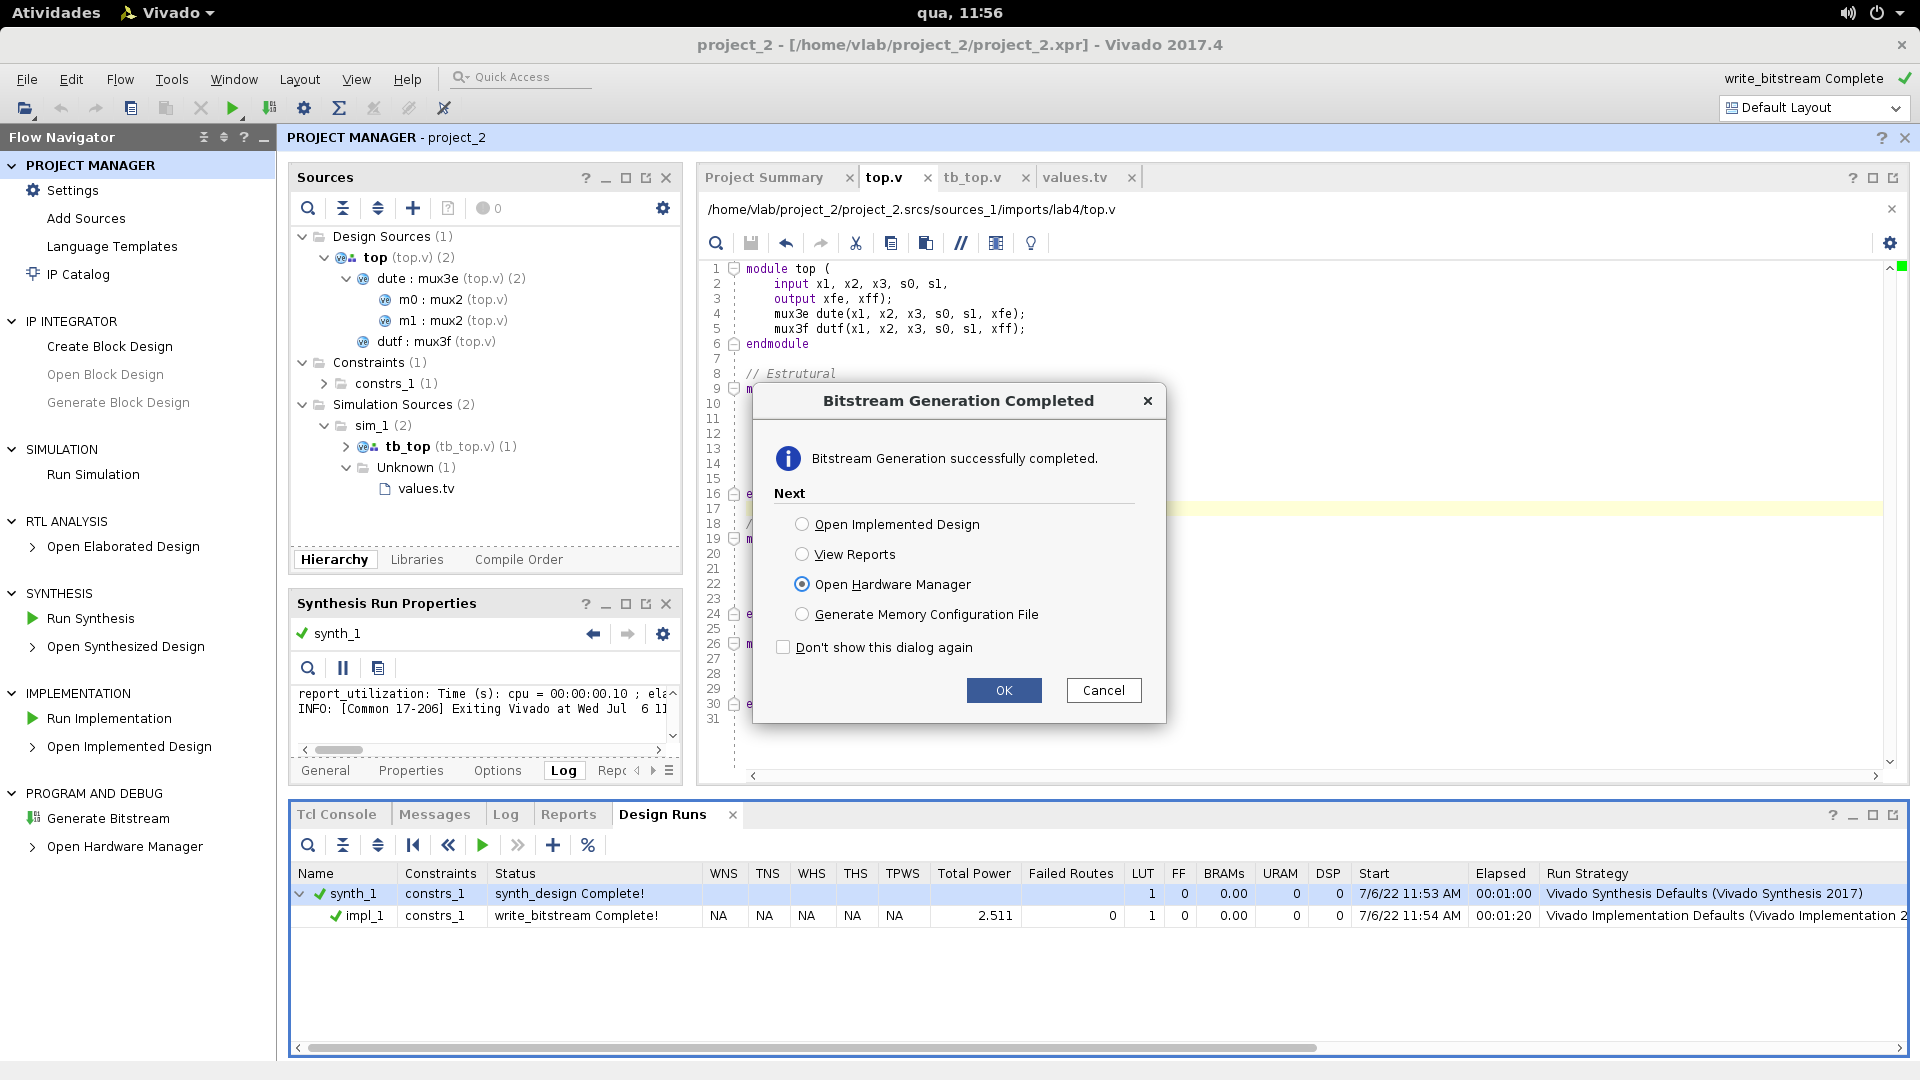 Atividades
Vivado
qua, 11:56
project_2 - [/home/vlab/project_2/project_2.xpr] - Vivado 2017.4
File Edit Flow Tools Window Layout View Help
Quick Access
write_bitstream Complete
Default Layout
Flow Navigator
PROJECT MANAGER
Settings
Add Sources
Language Templates
IP Catalog
IP INTEGRATOR
Create Block Design
Open Block Design
Generate Block Design
SIMULATION
Run Simulation
RTL ANALYSIS
Open Elaborated Design
SYNTHESIS
Run Synthesis
Open Synthesized Design
IMPLEMENTATION
Run Implementation
Open Implemented Design
PROGRAM AND DEBUG
Generate Bitstream
Open Hardware Manager
PROJECT MANAGER - project_2
Sources
0
Design Sources (1)
top (top.v) (2)
dute : mux3e (top.v) (2)
m0 : mux2 (top.v)
m1 : mux2 (top.v)
dutf : mux3f (top.v)
Constraints (1)
constrs_1 (1)
Simulation Sources (2)
sim_1 (2)
tb_top (tb_top.v) (1)
Unknown (1)
values.tv
Hierarchy Libraries Compile Order
Synthesis Run Properties
synth_1
report_utilization: Time (s): cpu = 00:00:00.10 ; ela
INFO: [Common 17-206] Exiting Vivado at Wed Jul  6 11
General Properties Options Log Repo
Project Summary top.v tb_top.v values.tv
/home/vlab/project_2/project_2.srcs/sources_1/imports/lab4/top.v
1 module top (
2 input x1, x2, x3, s0, s1,
3 output xfe, xff);
4 mux3e dute(x1, x2, x3, s0, s1, xfe);
5 mux3f dutf(x1, x2, x3, s0, s1, xff);
6 endmodule
7
8 // Estrutural
9 m
10
11
12
13
14
15
16 e
17
18 /
19 m
20
21
22
23
24 e
25
26 m
27
28
29
30 e
31
Bitstream Generation Completed
Bitstream Generation successfully completed.
Next
Open Implemented Design
View Reports
Open Hardware Manager
Generate Memory Configuration File
Don't show this dialog again
OK Cancel
Tcl Console Messages Log Reports Design Runs
Name Constraints Status WNS TNS WHS THS TPWS Total Power Failed Routes LUT FF BRAMs URAM DSP Start Elapsed Run Strategy
synth_1 constrs_1 synth_design Complete! 1 0 0.00 0 0 7/6/22 11:53 AM 00:01:00 Vivado Synthesis Defaults (Vivado Synthesis 2017)
impl_1 constrs_1 write_bitstream Complete! NA NA NA NA NA 2.511 0 1 0 0.00 0 0 7/6/22 11:54 AM 00:01:20 Vivado Implementation Defaults (Vivado Implementation 2